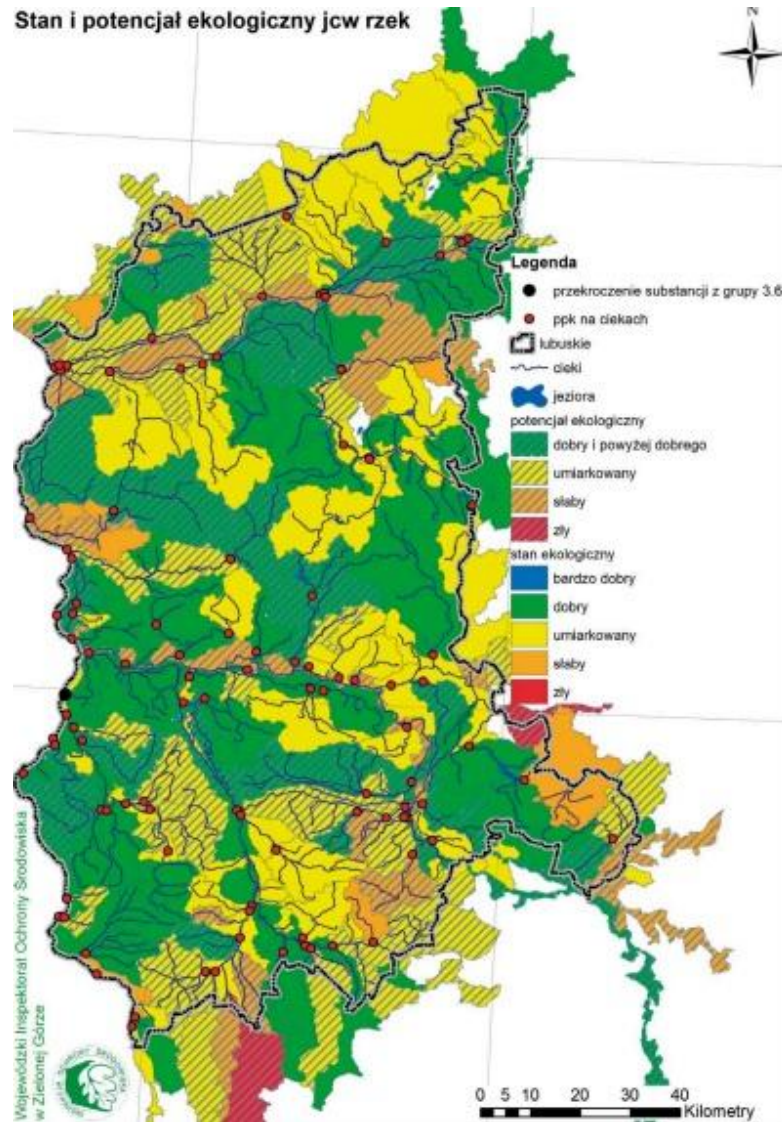 Stan i potencjał ekologiczny jcw rzek
Legenda
przekroczenie substancji z grupy 3.6
ppk na ciekach
lubuskie
cieki
jeziora
potencjał ekologiczny
dobry i powyżej dobrego
umiarkowany
słaby
zły
stan ekologiczny
bardzo dobry
dobry
umiarkowany
słaby
zły
Wojewódzki Inspektorat Ochrony Środowiska
w Zielonej Górze
0 5 10 20 30 40
Kilometry